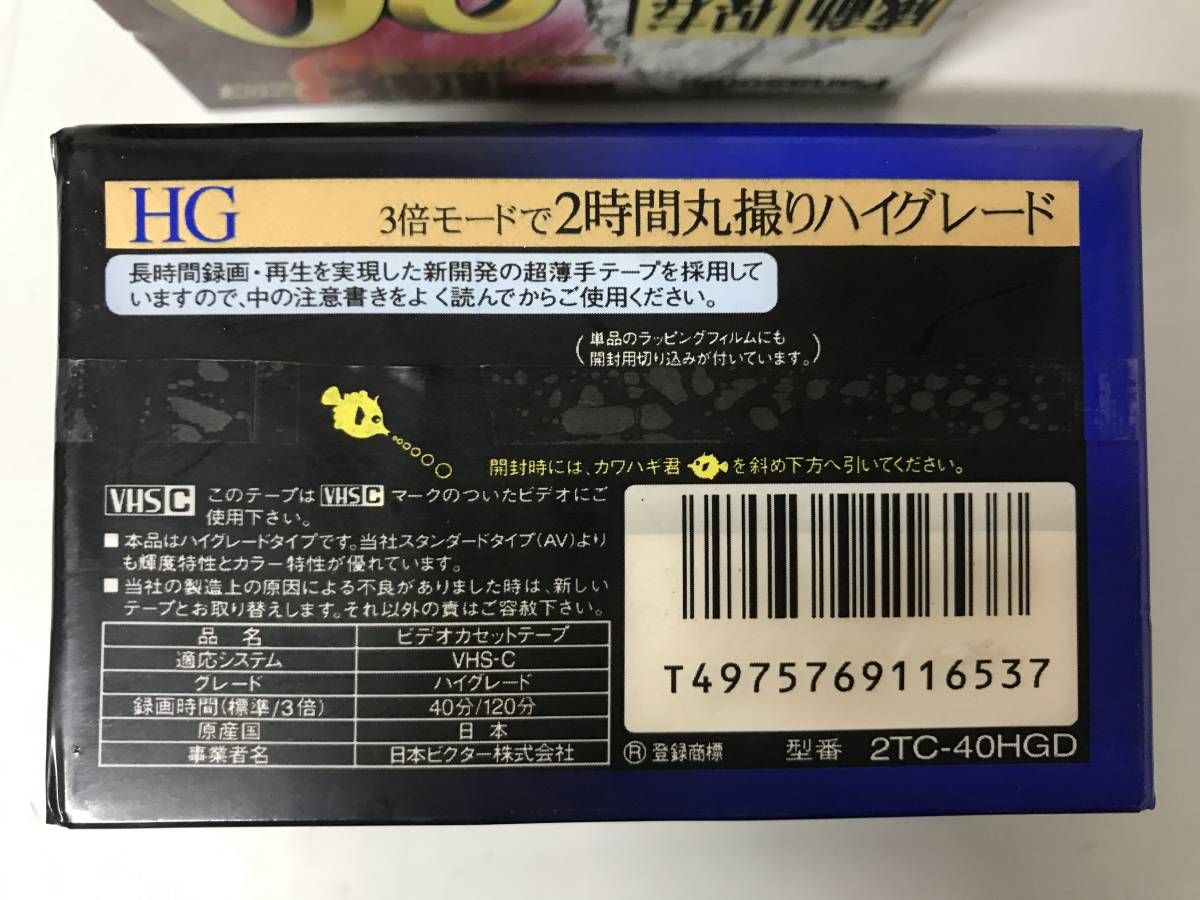 感動|保存
HG 3倍モードで2時間丸撮りハイグレード
長時間録画・再生を実現した新開発の超薄手テープを採用して
いますので、中の注意書きをよく読んでからご使用ください。
(単品のラッピングフィルムにも
開封用切り込みが付いています。)
開封時には、カワハギ君を斜め下方へ引いてください。
VHSC このテープは VHSC マークのついたビデオにご
使用下さい。
■本品はハイグレードタイプです。当社スタンダードタイプ(AV)より
も輝度特性とカラー特性が優れています。
■当社の製造上の原因による不良がありました時は、新しい
テープとお取り替えします。それ以外の責はご容赦下さい。
品名 ビデオカセットテープ
適応システム VHS-C
グレード ハイグレード
録画時間(標準/3倍) 40分/120分
原産国 日本
事業者名 日本ビクター株式会社
T4975769116537
®登録商標 型番 2TC-40HGD